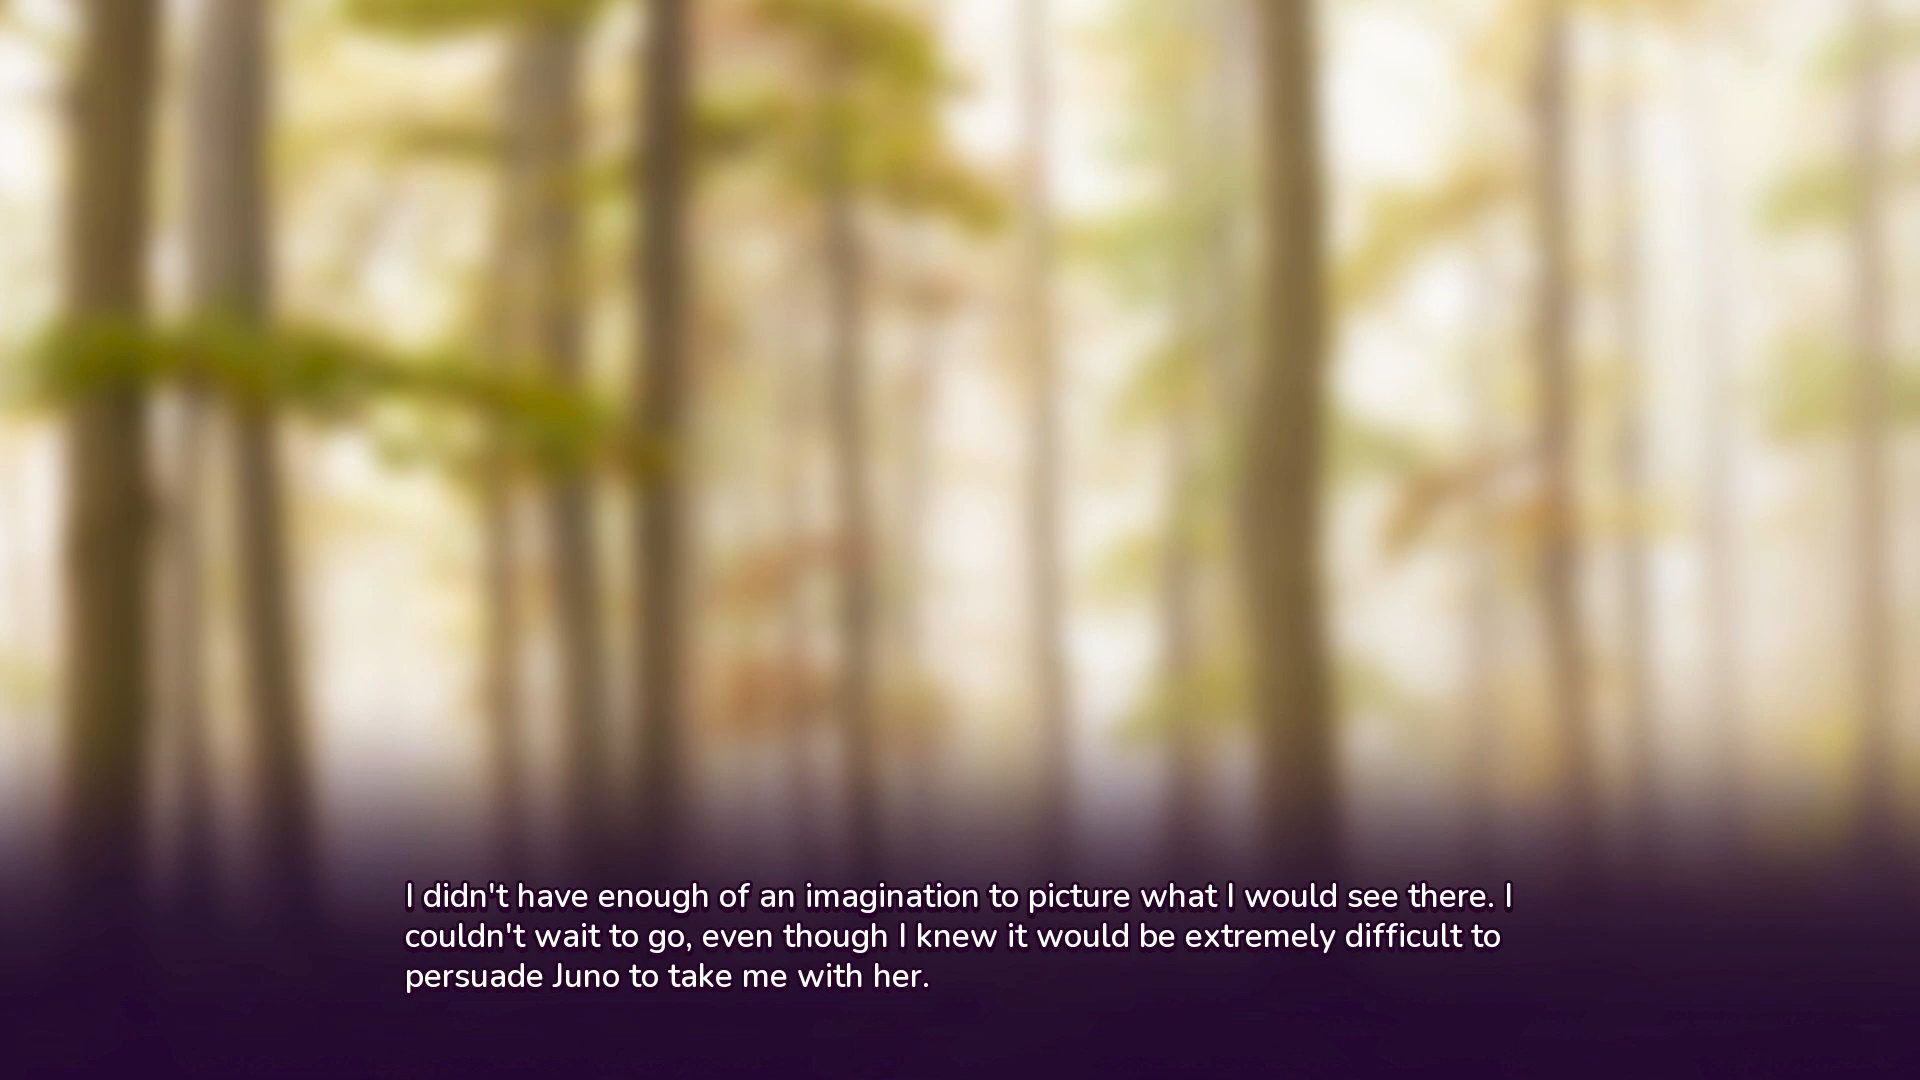 I didn't have enough of an imagination to picture what I would see there. I
couldn't wait to go, even though I knew it would be extremely difficult to
persuade Juno to take me with her.